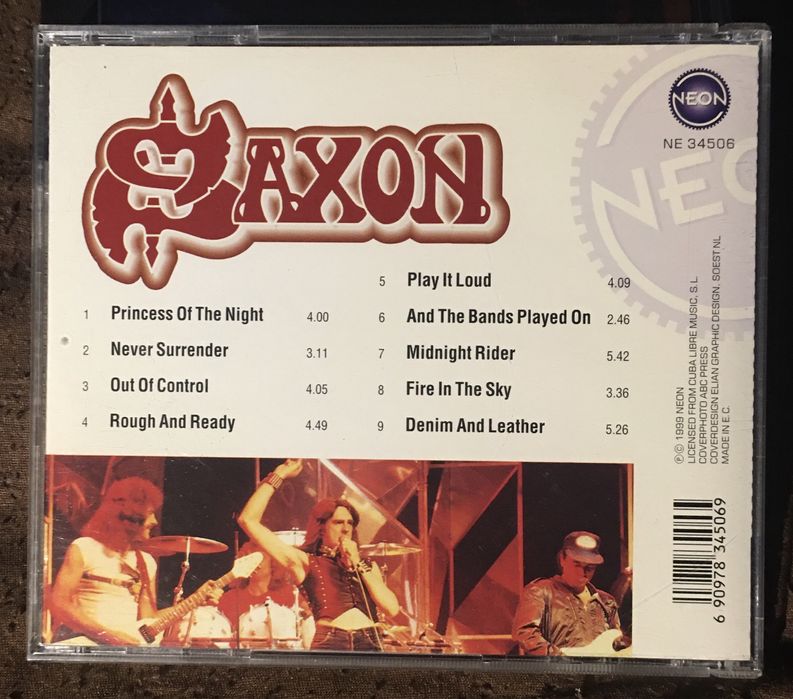 SAXON
NEON
NE 34506
NEO
1 Princess Of The Night 4.00
2 Never Surrender 3.11
3 Out Of Control 4.05
4 Rough And Ready 4.49
5 Play It Loud 4.09
6 And The Bands Played On 2.46
7 Midnight Rider 5.42
8 Fire In The Sky 3.36
9 Denim And Leather 5.26
℗© 1999 NEON
LICENSED FROM CUBA LIBRE MUSIC, S.L.
COVERPHOTO ABC PRESS
COVERDESIGN ELIAN GRAPHIC DESIGN, SOEST NL
MADE IN E.C.
6 90978 345069